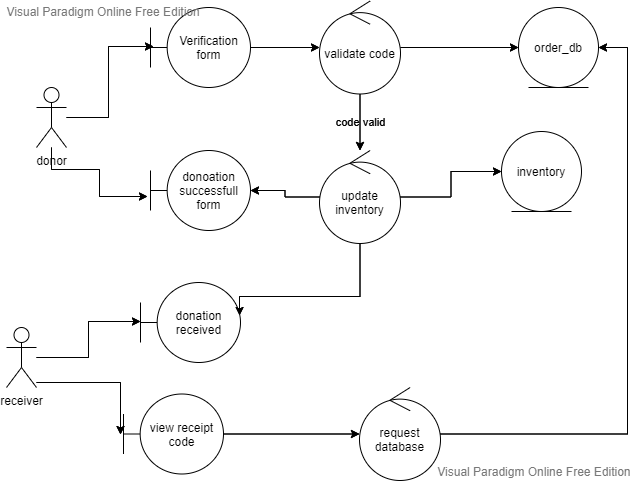 Visual Paradigm Online Free Edition
Verification
form
validate code
order_db
code valid
donor
donoation
successfull
form
update
inventory
inventory
donation
received
receiver
view receipt
code
request
database
Visual Paradigm Online Free Edition